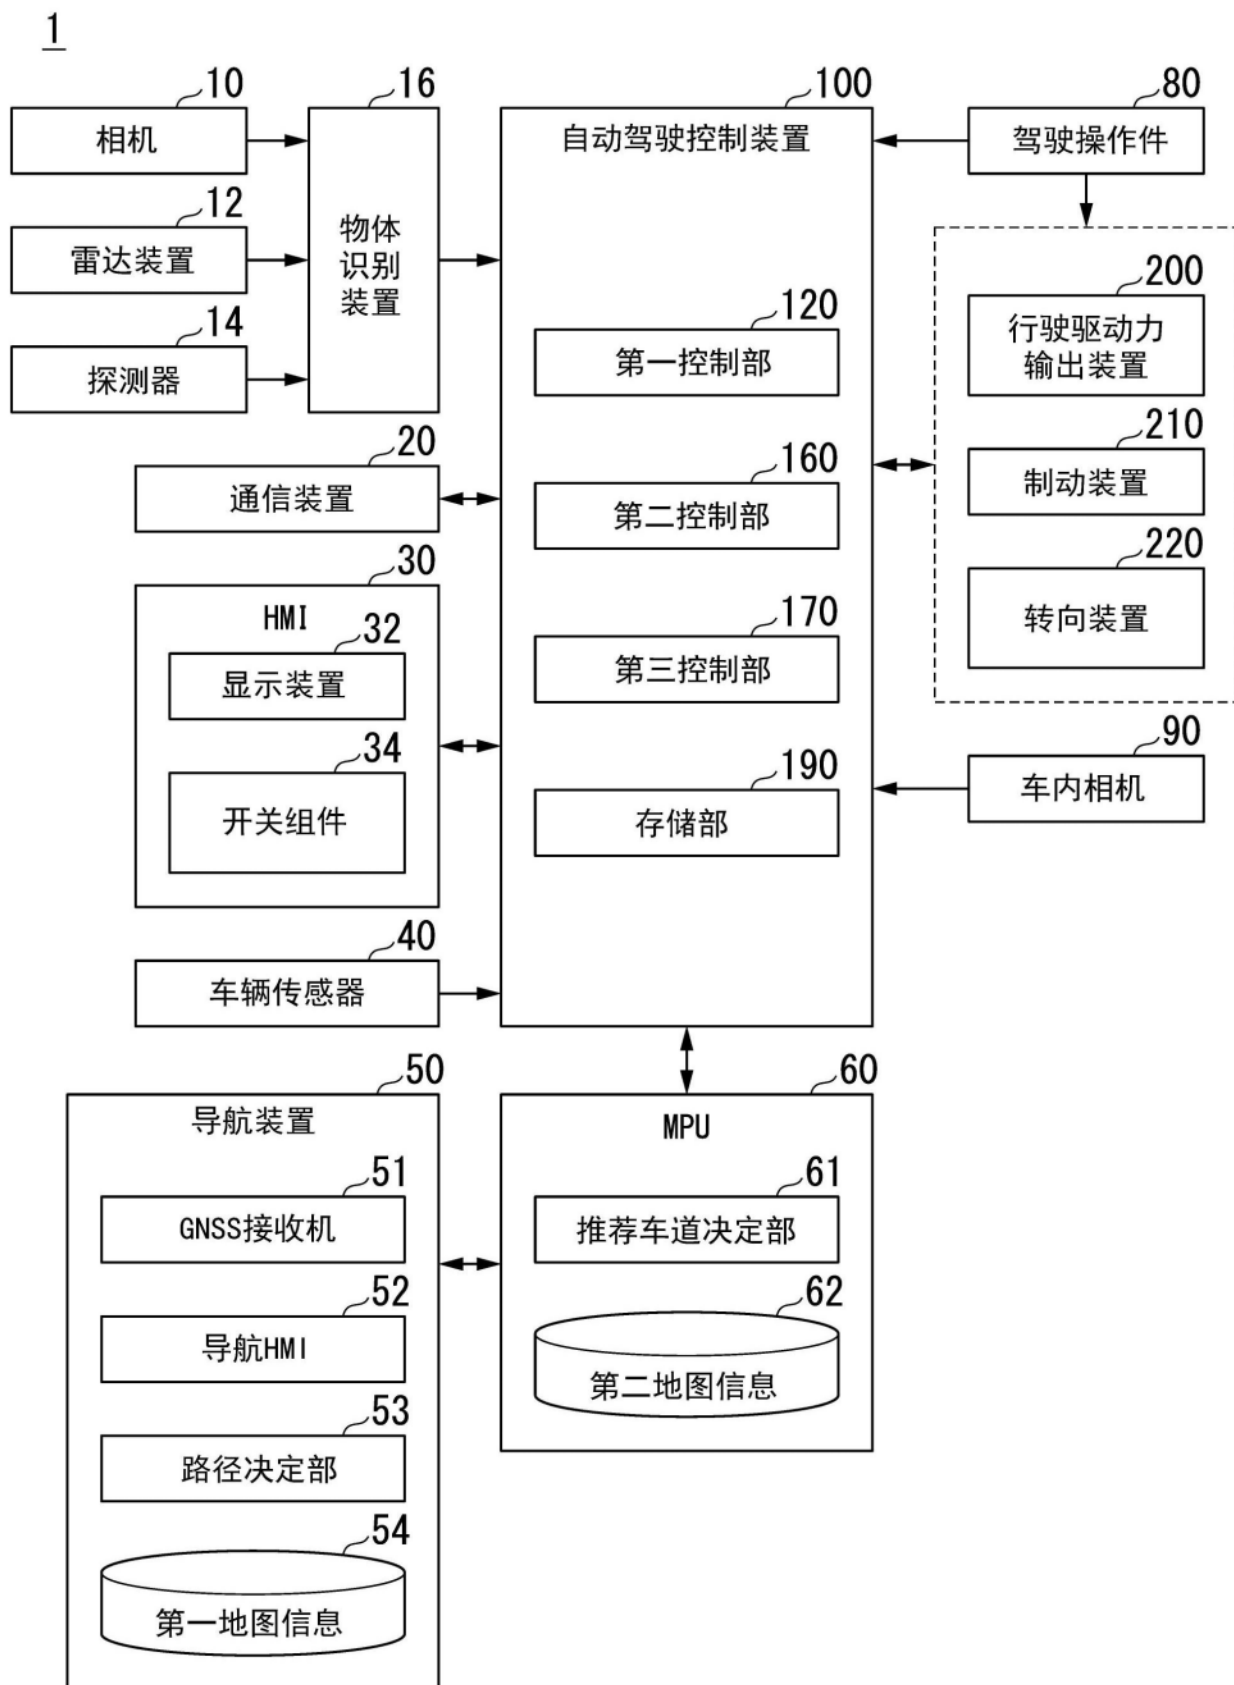 1
10
相机
12
雷达装置
14
探测器
16
物体
识别
装置
20
通信装置
30
HMI
32
显示装置
34
开关组件
40
车辆传感器
100
自动驾驶控制装置
120
第一控制部
160
第二控制部
170
第三控制部
190
存储部
80
驾驶操作件
200
行驶驱动力
输出装置
210
制动装置
220
转向装置
90
车内相机
50
导航装置
51
GNSS接收机
52
导航HMI
53
路径决定部
54
第一地图信息
60
MPU
61
推荐车道决定部
62
第二地图信息